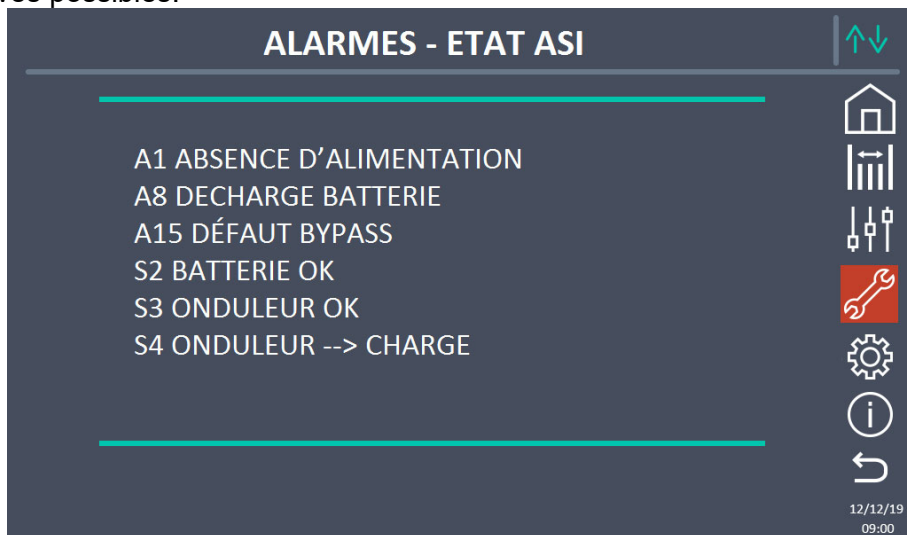 ALARMES - ETAT ASI
A1 ABSENCE D’ALIMENTATION
A8 DECHARGE BATTERIE
A15 DÉFAUT BYPASS
S2 BATTERIE OK
S3 ONDULEUR OK
S4 ONDULEUR --> CHARGE
12/12/19
09:00